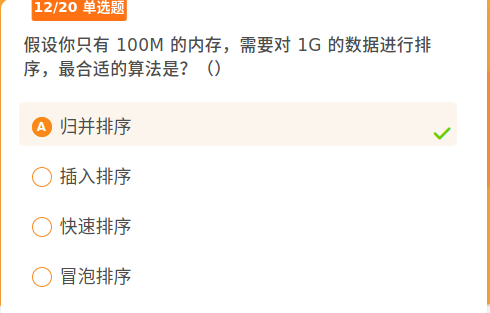 12/20 单选题
假设你只有 100M 的内存，需要对 1G 的数据进行排
序，最合适的算法是？（）
A 归并排序
插入排序
快速排序
冒泡排序